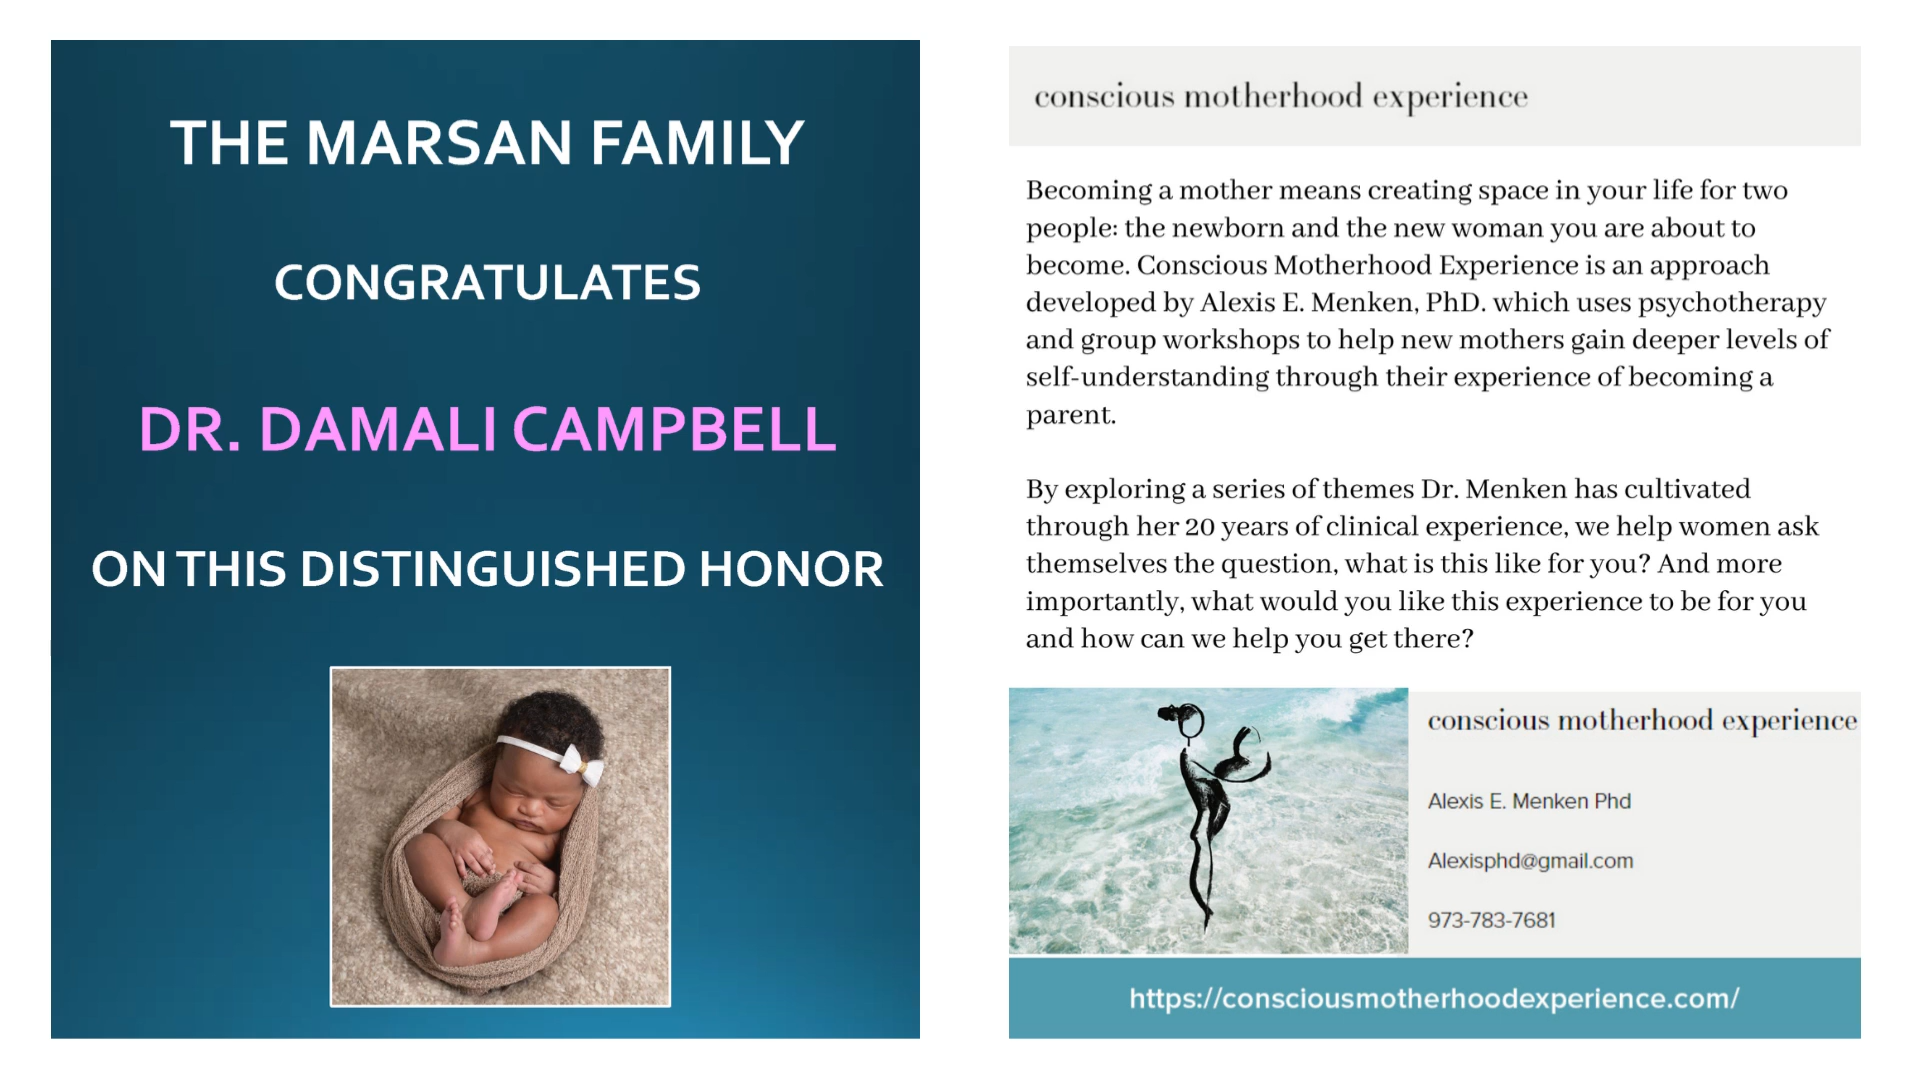 THE MARSAN FAMILY
CONGRATULATES
DR. DAMALI CAMPBELL
ON THIS DISTINGUISHED HONOR
conscious motherhood experience
Becoming a mother means creating space in your life for two
people: the newborn and the new woman you are about to
become. Conscious Motherhood Experience is an approach
developed by Alexis E. Menken, PhD. which uses psychotherapy
and group workshops to help new mothers gain deeper levels of
self-understanding through their experience of becoming a
parent.
By exploring a series of themes Dr. Menken has cultivated
through her 20 years of clinical experience, we help women ask
themselves the question, what is this like for you? And more
importantly, what would you like this experience to be for you
and how can we help you get there?
conscious motherhood experience
Alexis E. Menken Phd
Alexisphd@gmail.com
973-783-7681
https://consciousmotherhoodexperience.com/